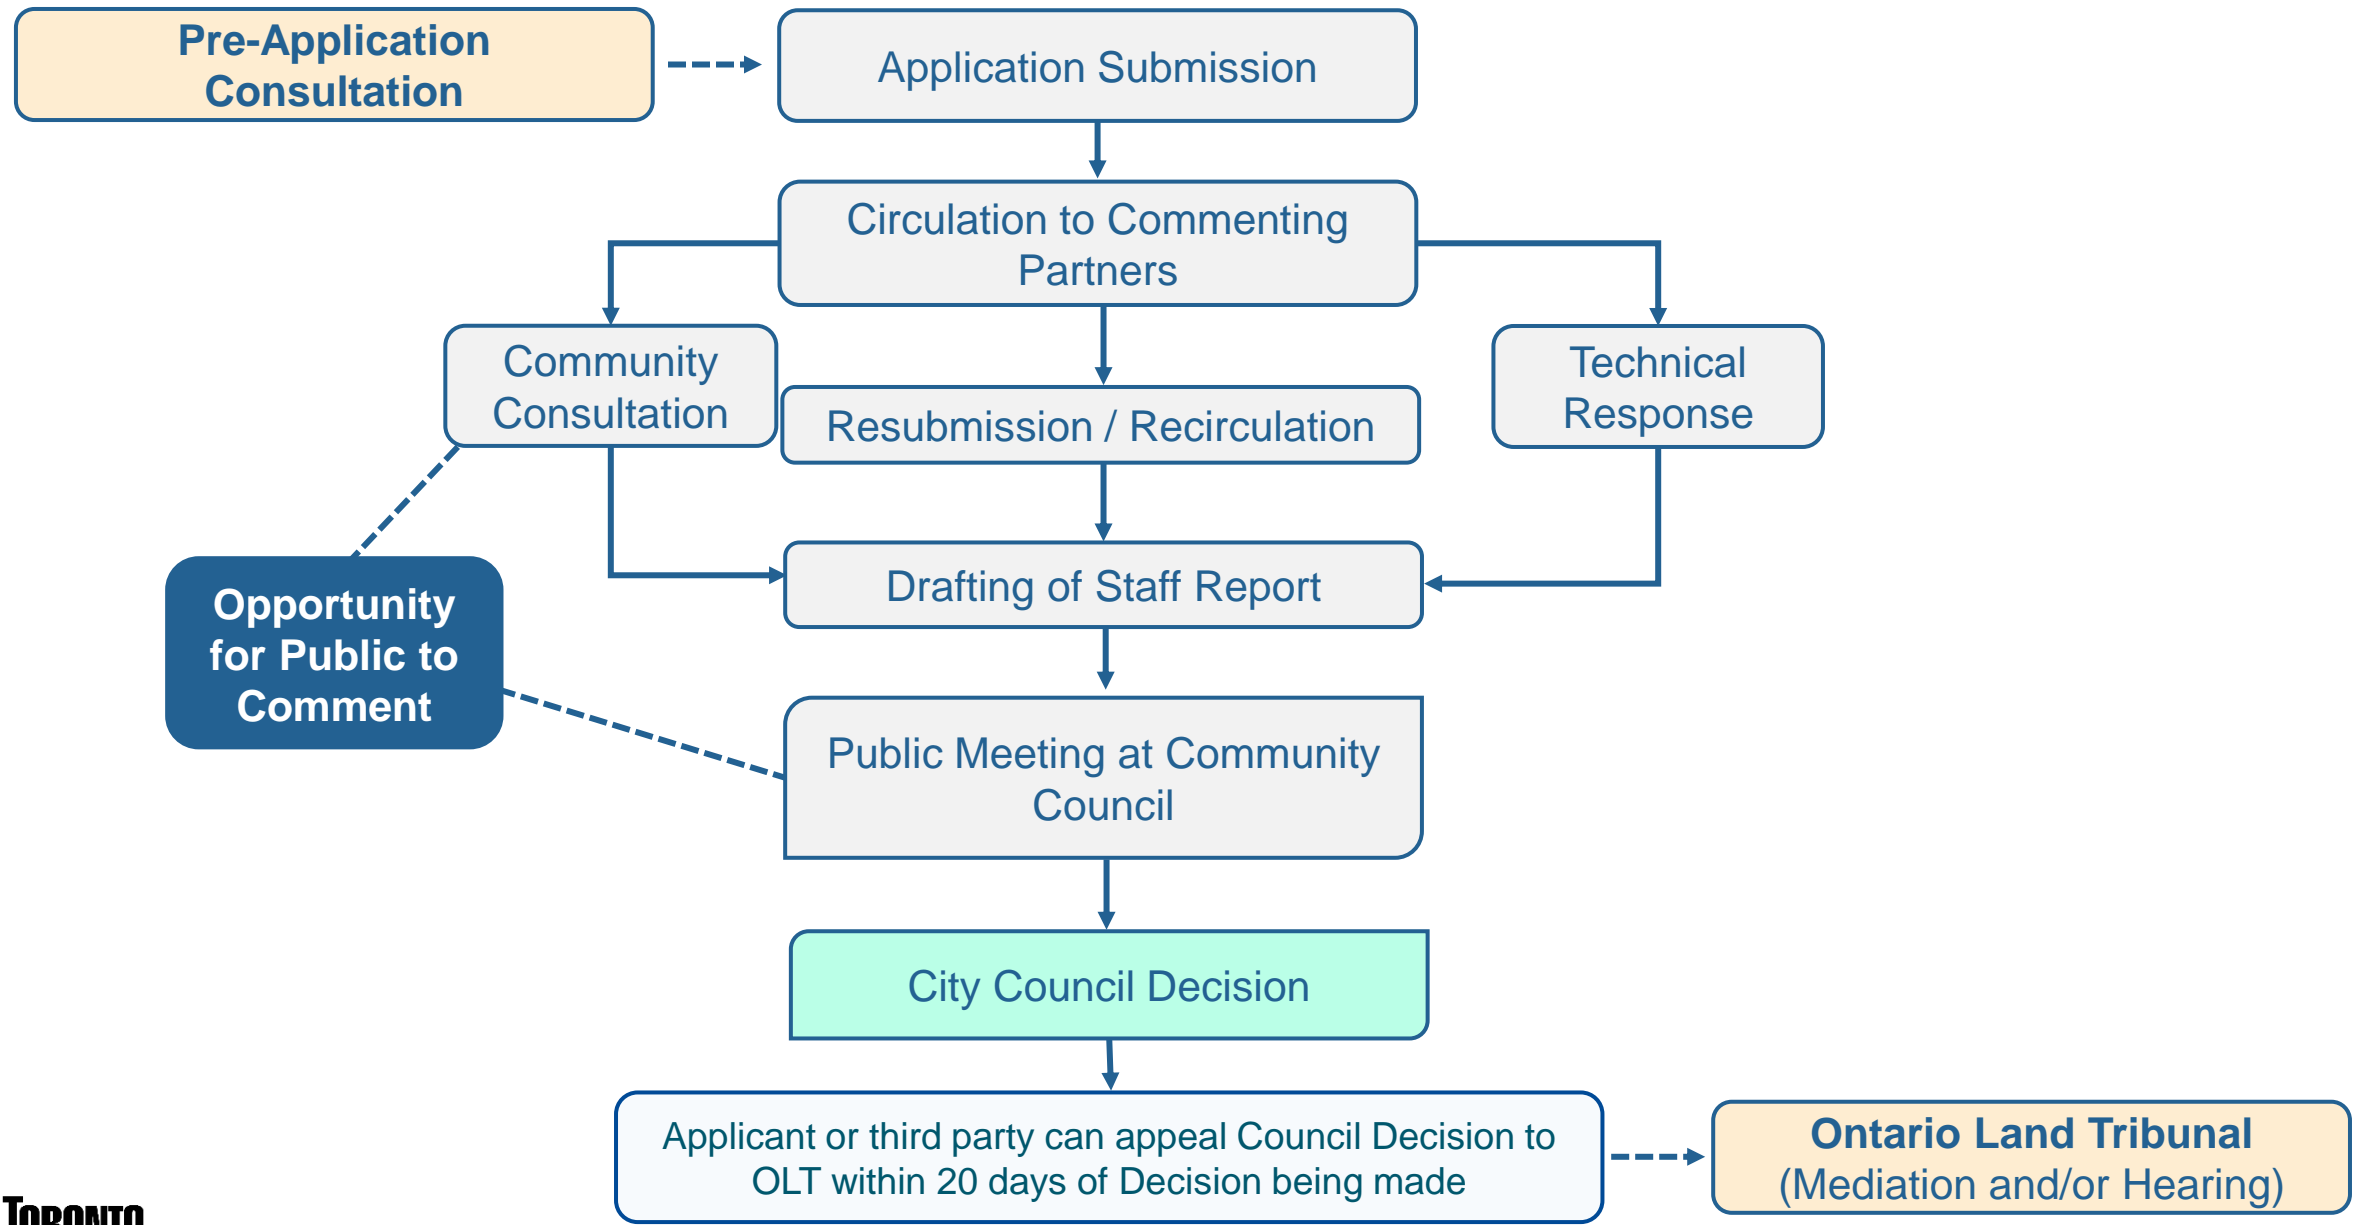 Pre-Application
Consultation
Application Submission
Circulation to Commenting
Partners
Community
Consultation
Resubmission / Recirculation
Technical
Response
Drafting of Staff Report
Opportunity
for Public to
Comment
Public Meeting at Community
Council
City Council Decision
Applicant or third party can appeal Council Decision to
OLT within 20 days of Decision being made
Ontario Land Tribunal
(Mediation and/or Hearing)
TORONTO